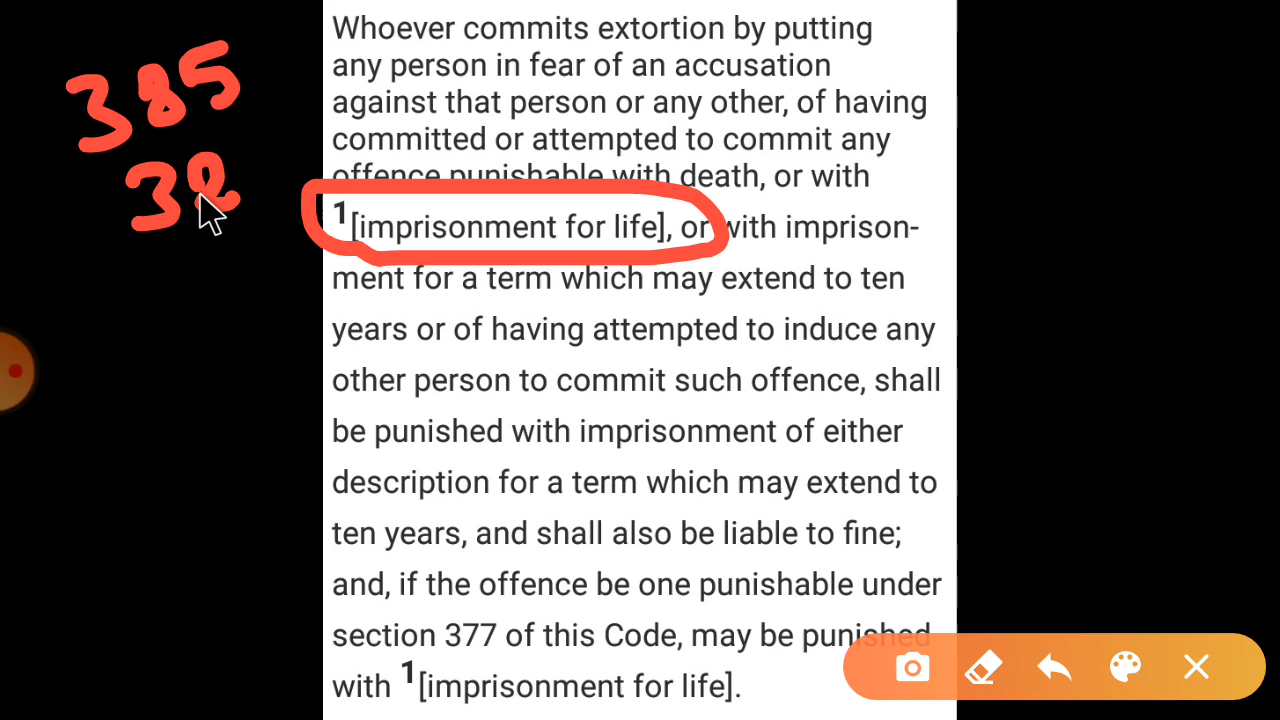 385
38
Whoever commits extortion by putting
any person in fear of an accusation
against that person or any other, of having
committed or attempted to commit any
offence punishable with death, or with
1[imprisonment for life], or with imprison-
ment for a term which may extend to ten
years or of having attempted to induce any
other person to commit such offence, shall
be punished with imprisonment of either
description for a term which may extend to
ten years, and shall also be liable to fine;
and, if the offence be one punishable under
section 377 of this Code, may be punished
with 1[imprisonment for life].